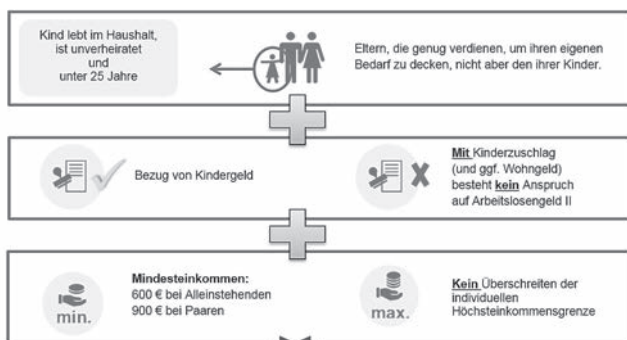 Kind lebt im Haushalt,
ist unverheiratet
und
unter 25 Jahre
Eltern, die genug verdienen, um ihren eigenen
Bedarf zu decken, nicht aber den ihrer Kinder.
Bezug von Kindergeld
Mit Kinderzuschlag
(und ggf. Wohngeld)
besteht kein Anspruch
auf Arbeitslosengeld II
Mindesteinkommen:
600 € bei Alleinstehenden
900 € bei Paaren
min.
Kein Überschreiten der
individuellen
Höchsteinkommensgrenze
max.